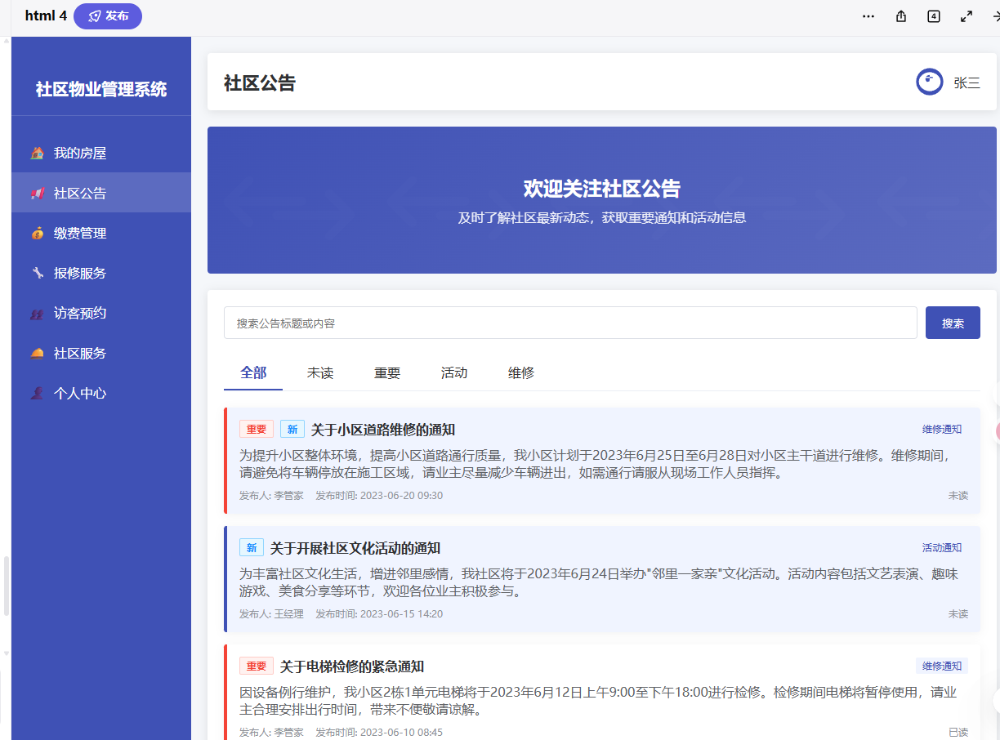 html 4 发布
4
社区物业管理系统
我的房屋
社区公告
缴费管理
报修服务
访客预约
社区服务
个人中心
社区公告
张三
欢迎关注社区公告
及时了解社区最新动态，获取重要通知和活动信息
搜索公告标题或内容 搜索
全部 未读 重要 活动 维修
重要 新 关于小区道路维修的通知 维修通知
为提升小区整体环境，提高小区道路通行质量，我小区计划于2023年6月25日至6月28日对小区主干道进行维修。维修期间，
请避免将车辆停放在施工区域，请业主尽量减少车辆进出，如需通行请服从现场工作人员指挥。
发布人: 李管家 发布时间: 2023-06-20 09:30 未读
新 关于开展社区文化活动的通知 活动通知
为丰富社区文化生活，增进邻里感情，我社区将于2023年6月24日举办"邻里一家亲"文化活动。活动内容包括文艺表演、趣味
游戏、美食分享等环节，欢迎各位业主积极参与。
发布人: 王经理 发布时间: 2023-06-15 14:20 未读
重要 关于电梯检修的紧急通知 维修通知
因设备例行维护，我小区2栋1单元电梯将于2023年6月12日上午9:00至下午18:00进行检修。检修期间电梯将暂停使用，请业
主合理安排出行时间，带来不便敬请谅解。
发布人: 李管家 发布时间: 2023-06-10 08:45 已读